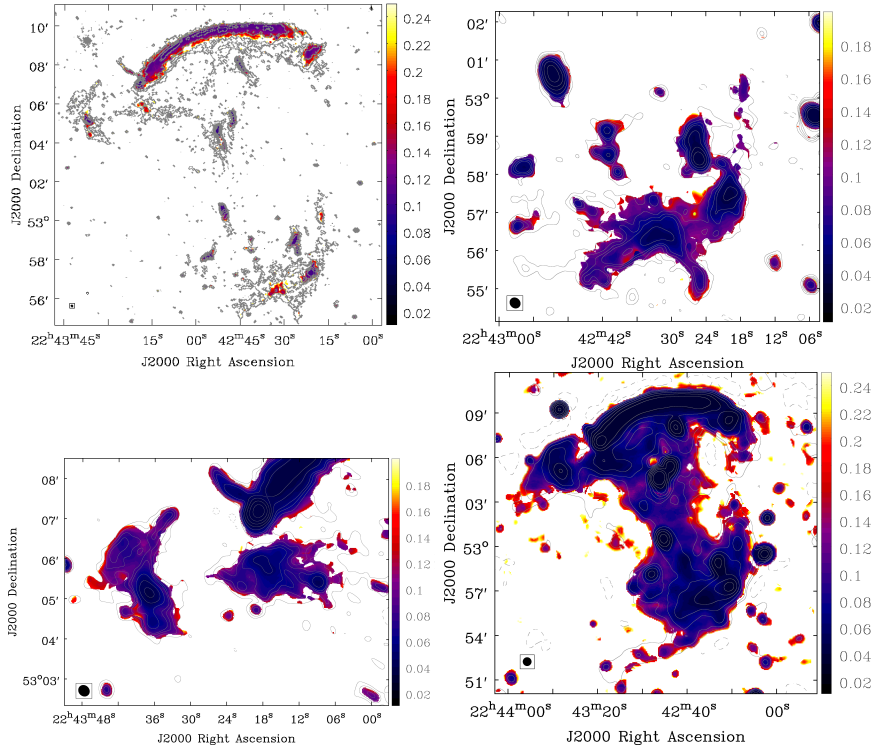 10′
08′
06′
04′
02′
53°
58′
56′
J2000 Declination
22ʰ43ᵐ45ˢ
15ˢ
00ˢ
42ᵐ45ˢ
30ˢ
15ˢ
00ˢ
J2000 Right Ascension
0.24
0.22
0.2
0.18
0.16
0.14
0.12
0.1
0.08
0.06
0.04
0.02
02′
01′
53°
59′
58′
57′
56′
55′
J2000 Declination
22ʰ43ᵐ00ˢ
42ᵐ42ˢ
36ˢ
30ˢ
24ˢ
18ˢ
12ˢ
06ˢ
J2000 Right Ascension
0.18
0.16
0.14
0.12
0.1
0.08
0.06
0.04
0.02
08′
07′
06′
05′
04′
53°03′
J2000 Declination
22ʰ43ᵐ48ˢ
36ˢ
24ˢ
18ˢ
12ˢ
06ˢ
00ˢ
J2000 Right Ascension
0.18
0.16
0.14
0.12
0.1
0.08
0.06
0.04
0.02
09′
06′
03′
53°
57′
54′
51′
J2000 Declination
22ʰ44ᵐ00ˢ
43ᵐ20ˢ
42ᵐ40ˢ
00ˢ
J2000 Right Ascension
0.24
0.22
0.2
0.18
0.16
0.14
0.12
0.1
0.08
0.06
0.04
0.02